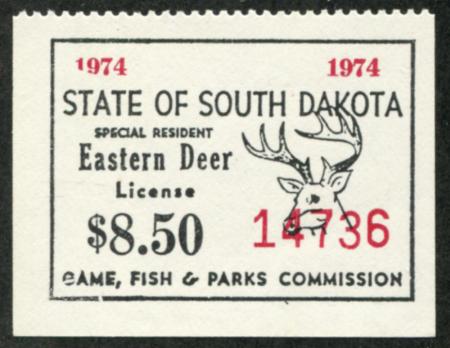 1974 1974
STATE OF SOUTH DAKOTA
SPECIAL RESIDENT
Eastern Deer
License
$8.50 14736
GAME, FISH & PARKS COMMISSION